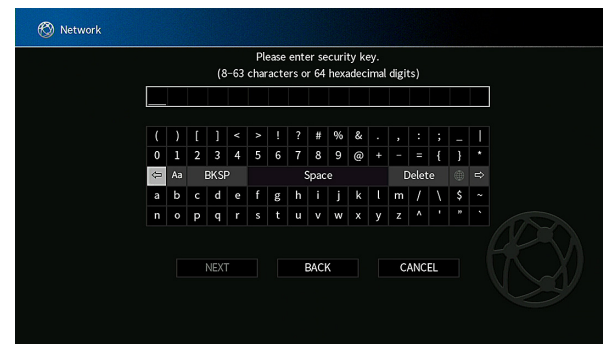 Network
Please enter security key.
(8-63 characters or 64 hexadecimal digits)
( ) [ ] < > ! ? # % & . , : ; _ |
0 1 2 3 4 5 6 7 8 9 @ + - = { } *
⇦ Aa BKSP Space Delete ⇨
a b c d e f g h i j k l m / \ $ ~
n o p q r s t u v w x y z ^ ' " `
NEXT BACK CANCEL